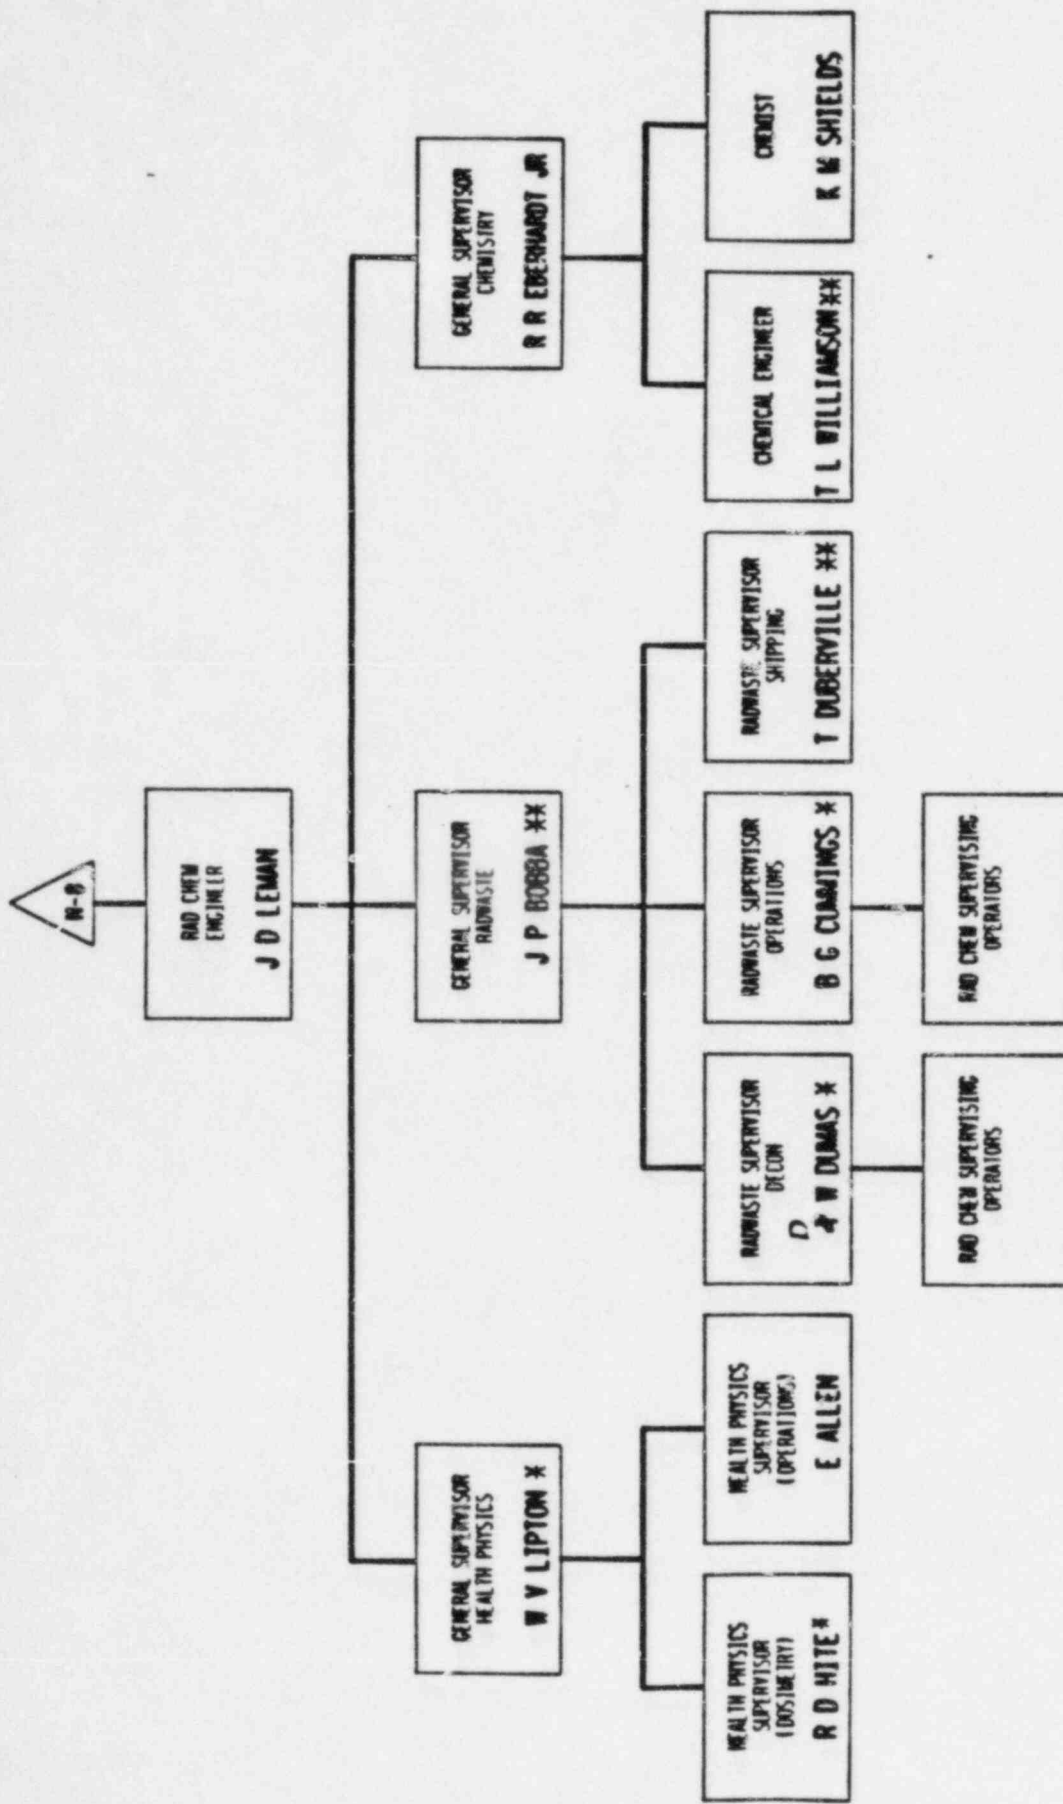 N-8
RAD CHEM
ENGINEER
J D LEMAN
GENERAL SUPERVISOR
HEALTH PHYSICS
W V LIPTON *
GENERAL SUPERVISOR
RADWASTE
J P BOBBA **
GENERAL SUPERVISOR
CHEMISTRY
R R EBERHARDT JR
HEALTH PHYSICS
SUPERVISOR
(DOSIMETRY)
R D HITE*
HEALTH PHYSICS
SUPERVISOR
(OPERATIONS)
E ALLEN
RADWASTE SUPERVISOR
DECON
D
W DUMAS *
RADWASTE SUPERVISOR
OPERATIONS
B G CUMMINGS *
RADWASTE SUPERVISOR
SHIPPING
T DUBERVILLE **
CHEMICAL ENGINEER
T L WILLIAMSON**
CHEMIST
K M SHIELDS
RAD CHEM SUPERVISING
OPERATORS
RAD CHEM SUPERVISING
OPERATORS